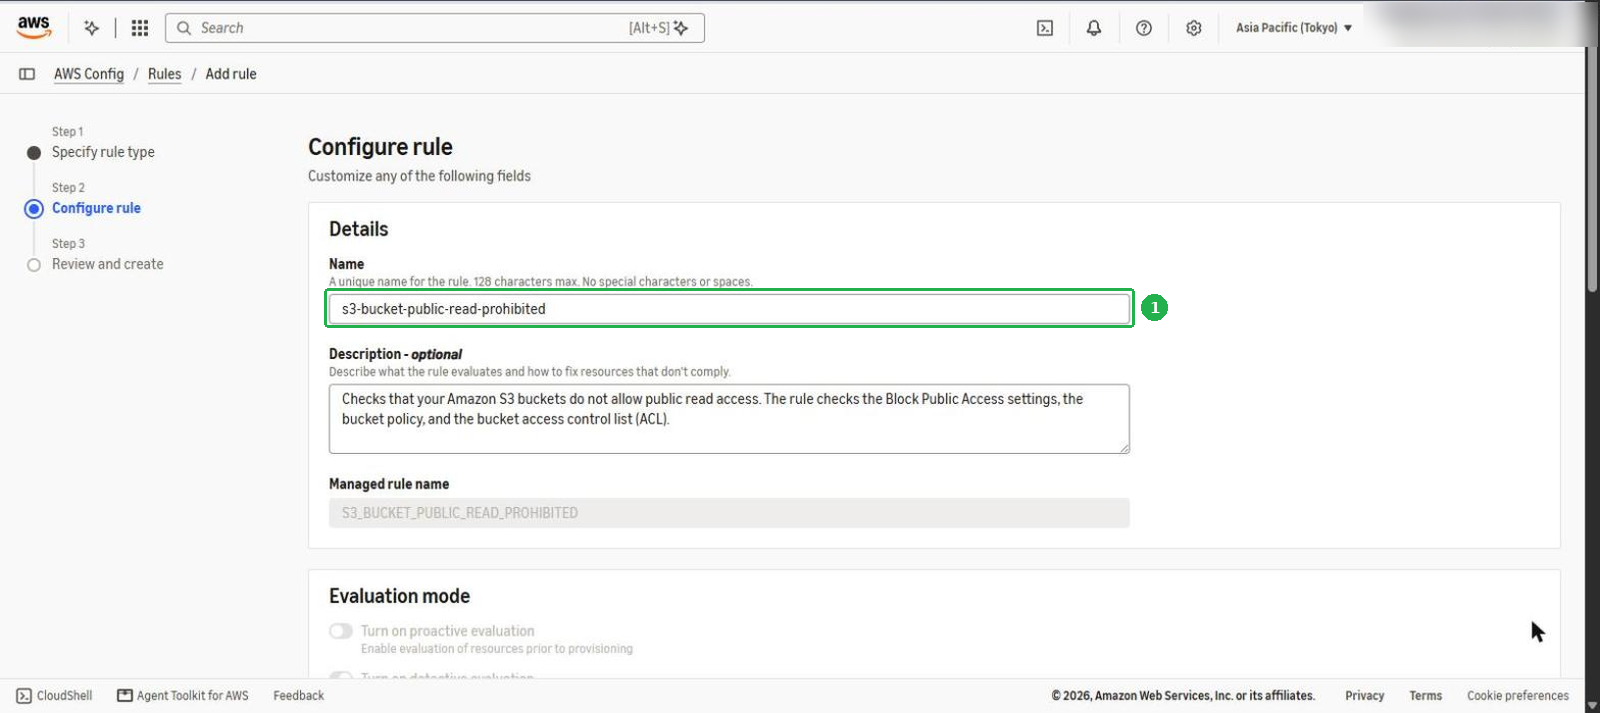 aws
Search
[Alt+S]
Asia Pacific (Tokyo)
AWS Config / Rules / Add rule
Step 1
Specify rule type
Step 2
Configure rule
Step 3
Review and create
Configure rule
Customize any of the following fields
Details
Name
A unique name for the rule. 128 characters max. No special characters or spaces.
s3-bucket-public-read-prohibited
1
Description - optional
Describe what the rule evaluates and how to fix resources that don't comply.
Checks that your Amazon S3 buckets do not allow public read access. The rule checks the Block Public Access settings, the
bucket policy, and the bucket access control list (ACL).
Managed rule name
S3_BUCKET_PUBLIC_READ_PROHIBITED
Evaluation mode
Turn on proactive evaluation
Enable evaluation of resources prior to provisioning
Turn on detective evaluation
CloudShell
Agent Toolkit for AWS
Feedback
© 2026, Amazon Web Services, Inc. or its affiliates.
Privacy
Terms
Cookie preferences